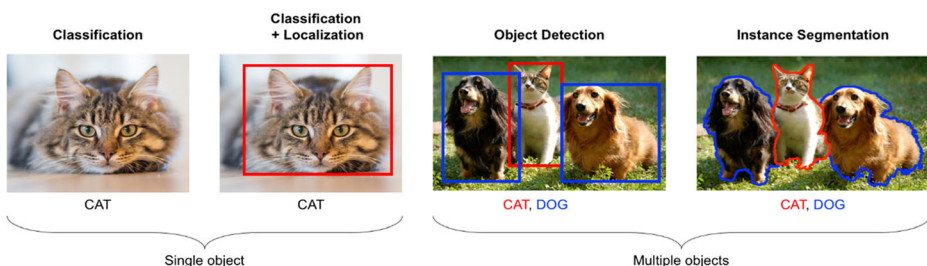 Classification
Classification
+ Localization
Object Detection
Instance Segmentation
CAT
CAT
CAT, DOG
CAT, DOG
Single object
Multiple objects